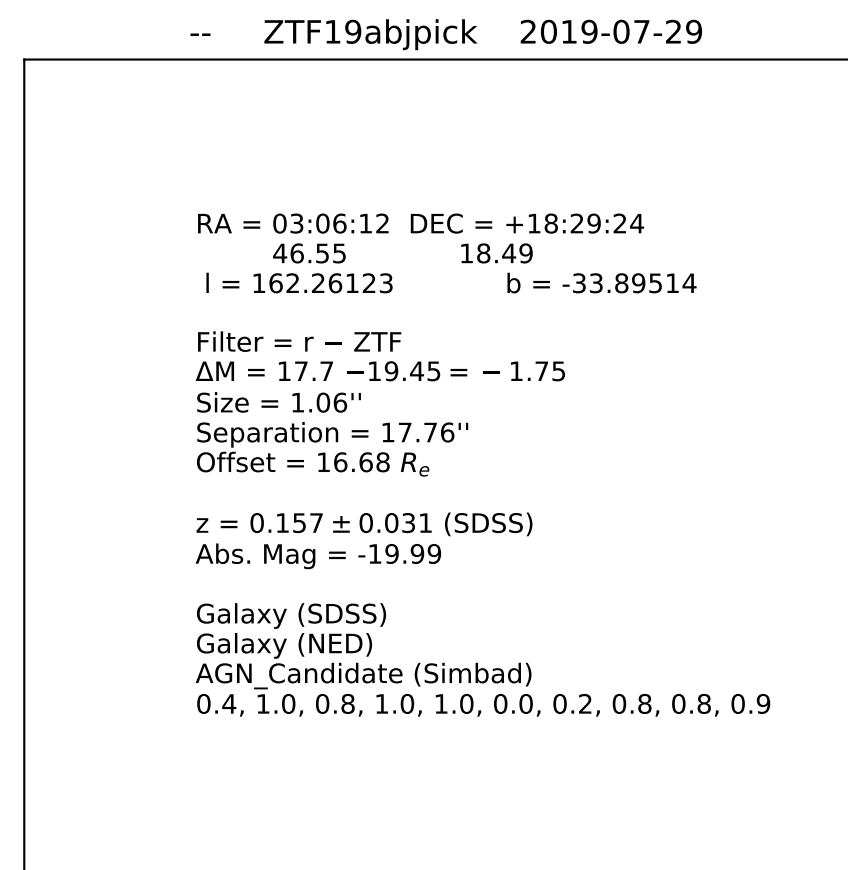 -- ZTF19abjpick 2019-07-29
RA = 03:06:12 DEC = +18:29:24
46.55 18.49
l = 162.26123 b = -33.89514
Filter = r − ZTF
ΔM = 17.7 −19.45 = − 1.75
Size = 1.06''
Separation = 17.76''
Offset = 16.68 Re
z = 0.157 ± 0.031 (SDSS)
Abs. Mag = -19.99
Galaxy (SDSS)
Galaxy (NED)
AGN_Candidate (Simbad)
0.4, 1.0, 0.8, 1.0, 1.0, 0.0, 0.2, 0.8, 0.8, 0.9